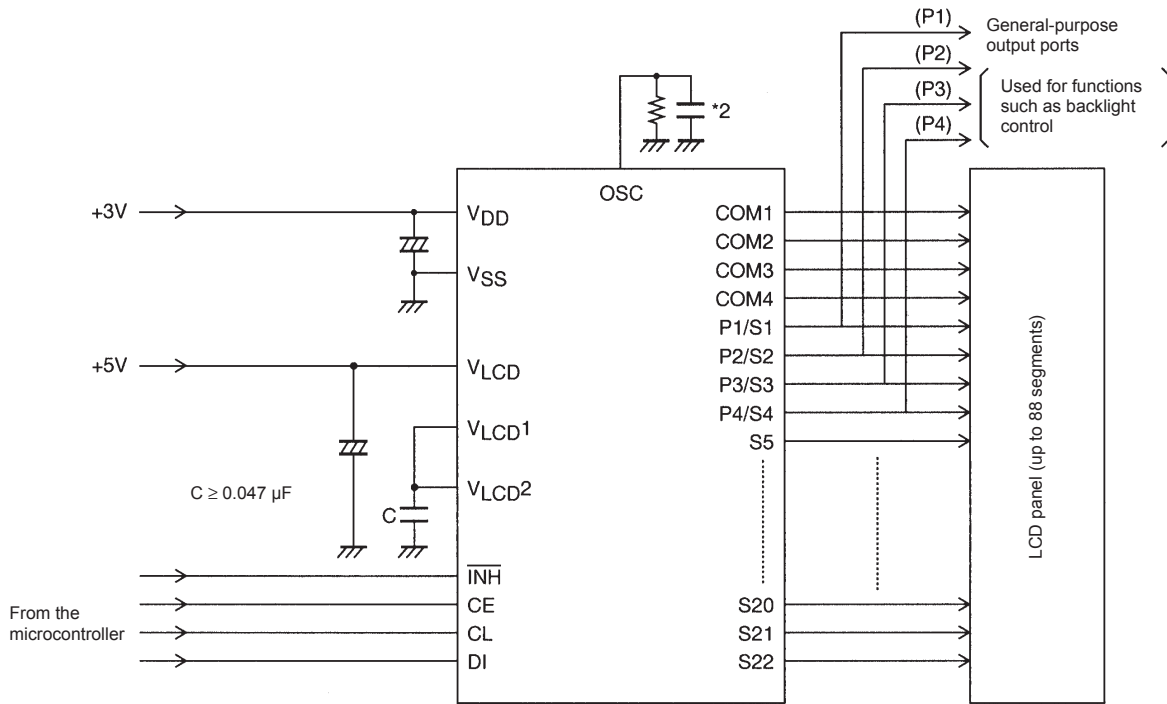 (P1)
General-purpose
output ports
(P2)
(P3)
Used for functions
such as backlight
control
(P4)
*2
OSC
+3V
VDD
VSS
+5V
VLCD
VLCD1
VLCD2
C ≥ 0.047 µF
C
INH
CE
CL
DI
From the
microcontroller
COM1
COM2
COM3
COM4
P1/S1
P2/S2
P3/S3
P4/S4
S5
S20
S21
S22
LCD panel (up to 88 segments)